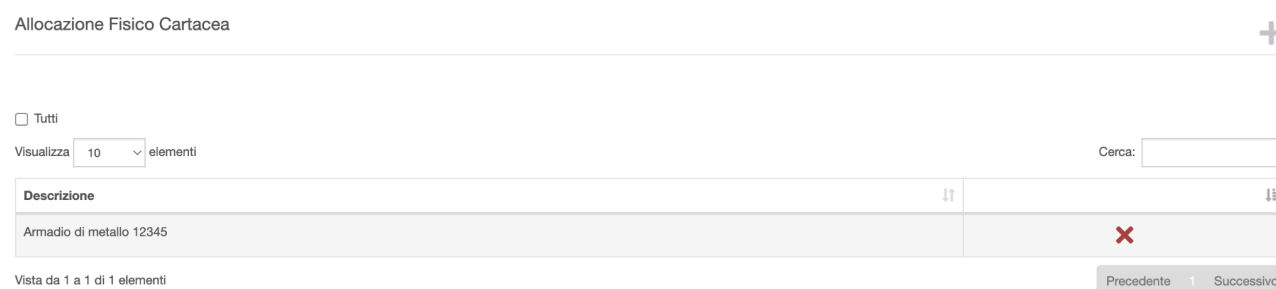 Allocazione Fisico Cartacea
Tutti
Visualizza 10 elementi
Cerca:
Descrizione
Armadio di metallo 12345
Vista da 1 a 1 di 1 elementi
Precedente 1 Successivo